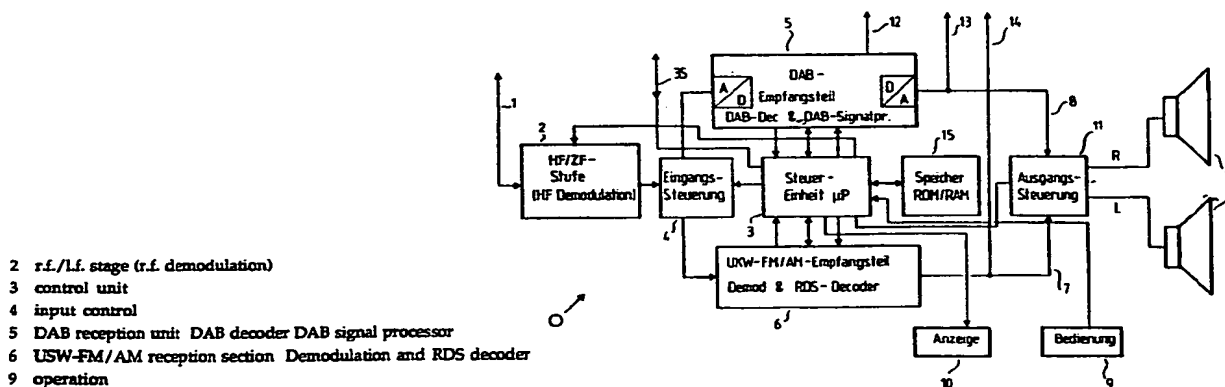 5
12
13
14
35
1
DAB-
A
D
Empfangsteil
D
A
DAB-Dec & DAB-Signalpr.
8
2
15
11
HF/ZF-
Stufe
(HF Demodulation)
Eingangs-
Steuerung
Steuer-
Einheit µP
Speicher
ROM/RAM
Ausgangs-
Steuerung
R
L
4
3
UKW-FM/AM-Empfangsteil
Demod & RDS-Decoder
7
O
6
Anzeige
Bedienung
10
9
2 r.f./l.f. stage (r.f. demodulation)
3 control unit
4 input control
5 DAB reception unit DAB decoder DAB signal processor
6 USW-FM/AM reception section Demodulation and RDS decoder
9 operation